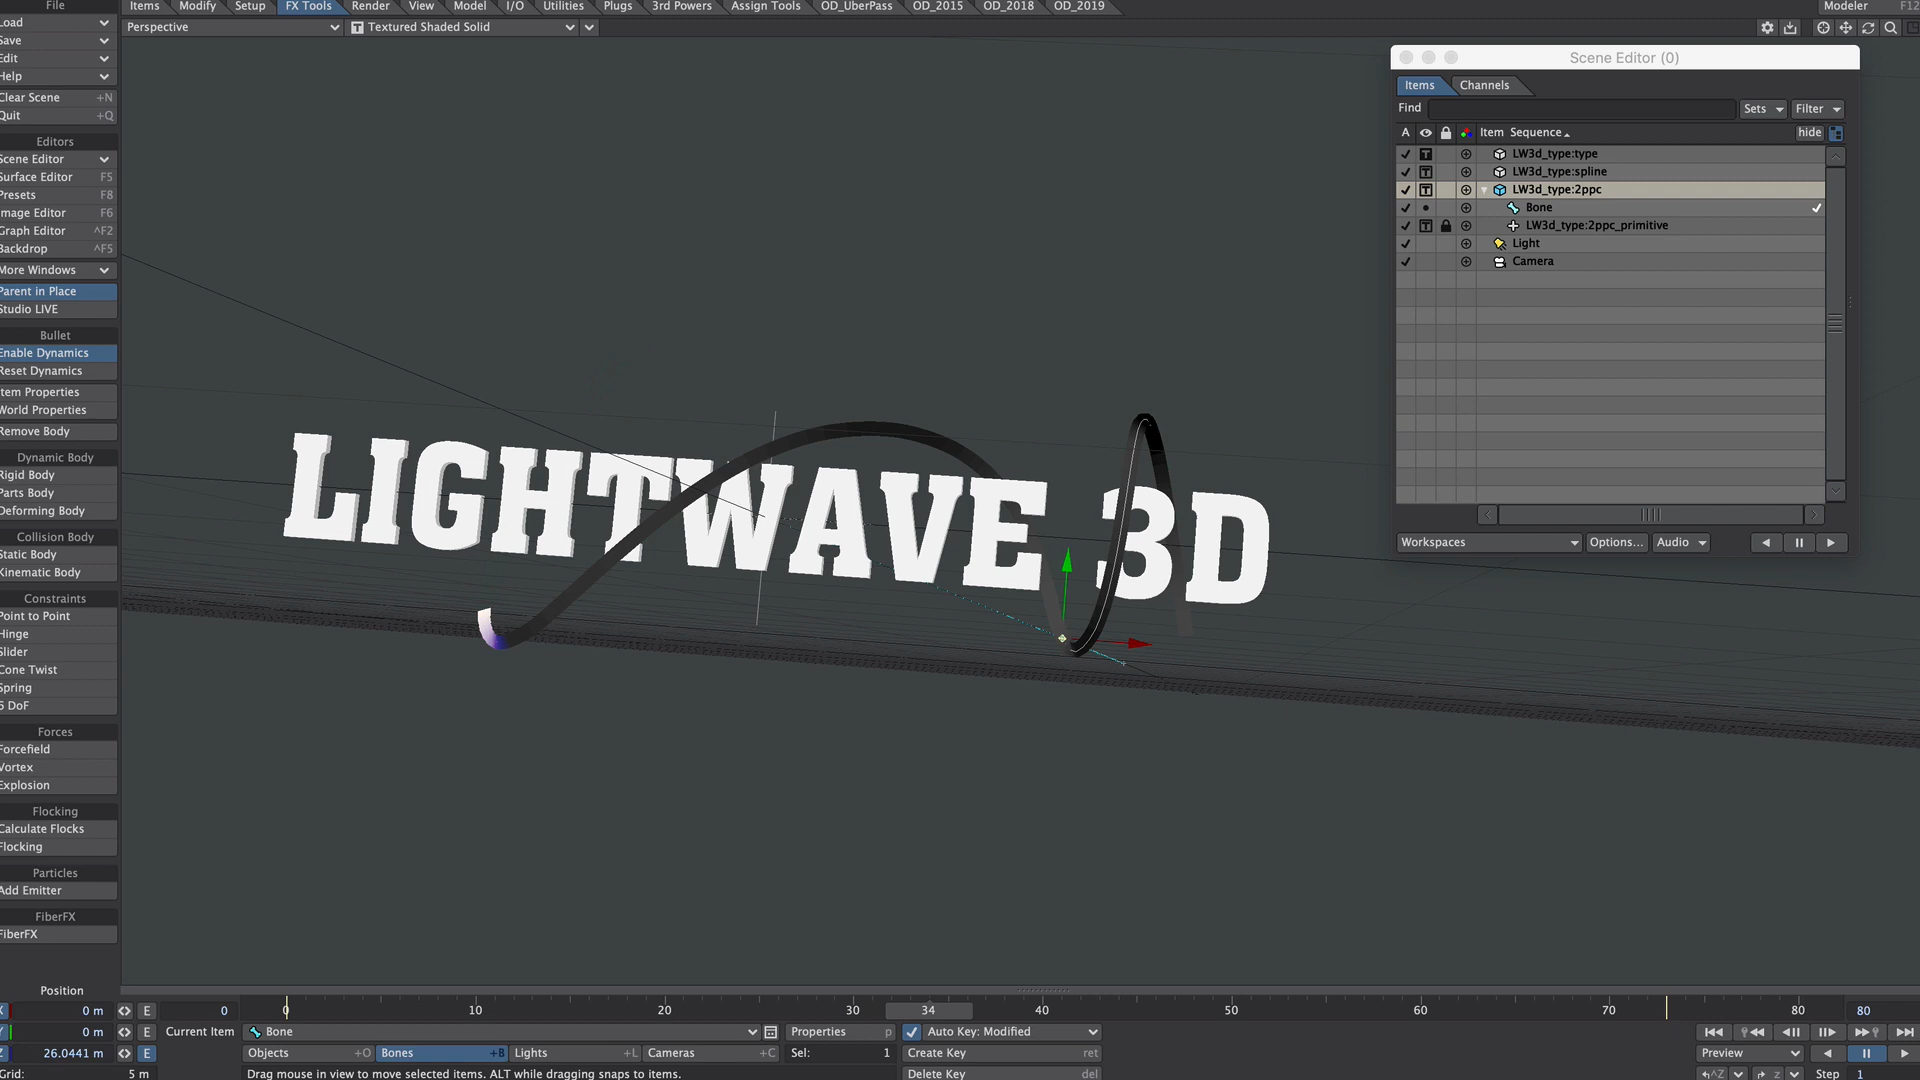 File
Items Modify Setup FX Tools Render View Model I/O Utilities Plugs 3rd Powers Assign Tools OD_UberPass OD_2015 OD_2018 OD_2019
Modeler F12
Perspective
Textured Shaded Solid
Load
Save
Edit
Help
Clear Scene +N
Quit +Q
Editors
Scene Editor
Surface Editor F5
Presets F8
Image Editor F6
Graph Editor ^F2
Backdrop ^F5
More Windows
Parent in Place
Studio LIVE
Bullet
Enable Dynamics
Reset Dynamics
Item Properties
World Properties
Remove Body
Dynamic Body
Rigid Body
Parts Body
Deforming Body
Collision Body
Static Body
Kinematic Body
Constraints
Point to Point
Hinge
Slider
Cone Twist
Spring
6 DoF
Forces
Forcefield
Vortex
Explosion
Flocking
Calculate Flocks
Flocking
Particles
Add Emitter
FiberFX
FiberFX
LIGHTWAVE 3D
Scene Editor (0)
Items Channels
Find
Sets Filter
A Item Sequence hide
LW3d_type:type
LW3d_type:spline
LW3d_type:2ppc
Bone
LW3d_type:2ppc_primitive
Light
Camera
Workspaces Options... Audio
Position
X 0 m E 0
0 10 20 30 34 40 50 60 70 80 80
Y 0 m E Current Item Bone Properties p Auto Key: Modified
Z 26.0441 m E Objects +O Bones +B Lights +L Cameras +C Sel: 1 Create Key ret Preview
Grid: 5 m Drag mouse in view to move selected items. ALT while dragging snaps to items. Delete Key del ^Z z Step 1